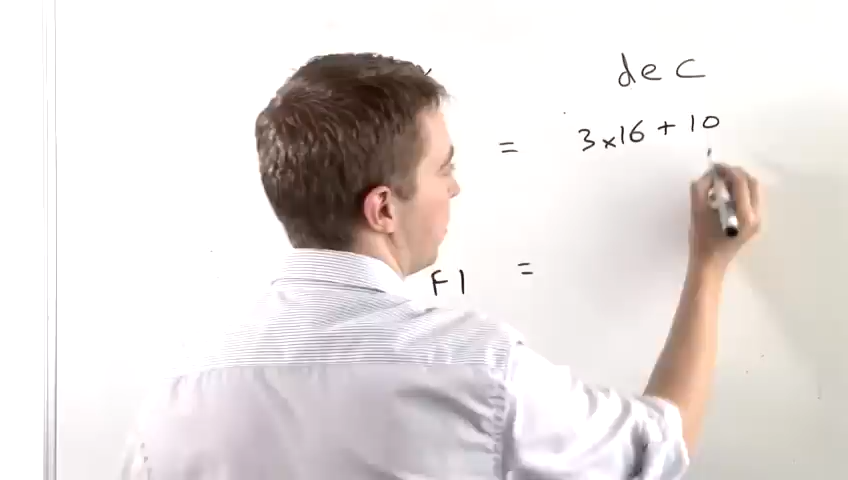 dec
= 3x16 + 10
F1 =